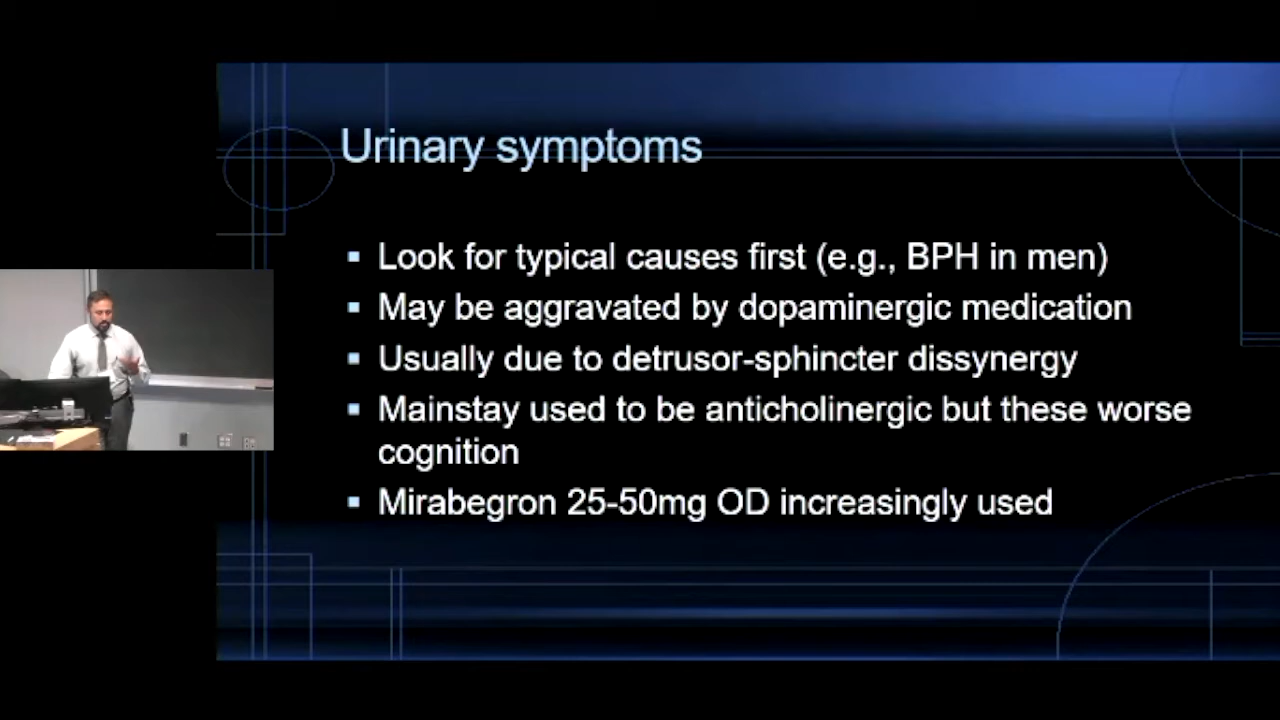 Urinary symptoms
Look for typical causes first (e.g., BPH in men)
May be aggravated by dopaminergic medication
Usually due to detrusor-sphincter dissynergy
Mainstay used to be anticholinergic but these worse
cognition
Mirabegron 25-50mg OD increasingly used